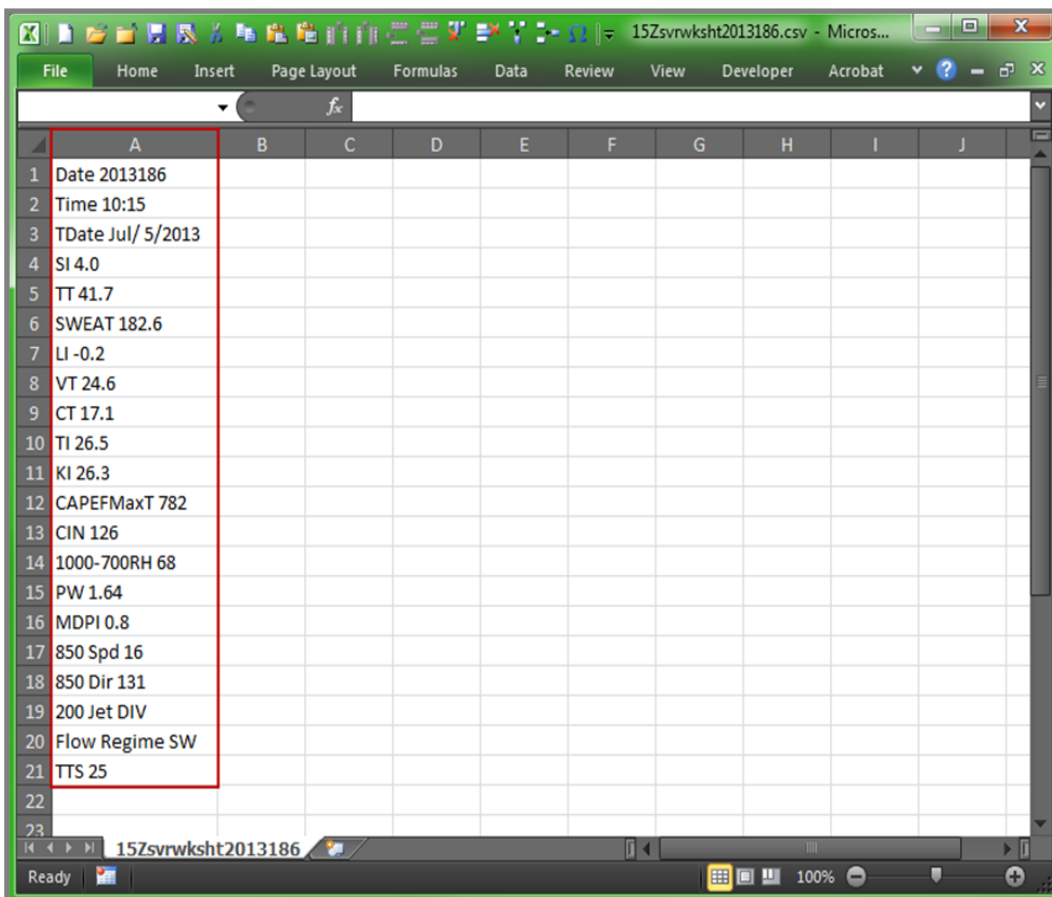 15Zsvrwksht2013186.csv - Micros...
File Home Insert Page Layout Formulas Data Review View Developer Acrobat
fx
A B C D E F G H I J
1 Date 2013186
2 Time 10:15
3 TDate Jul/ 5/2013
4 SI 4.0
5 TT 41.7
6 SWEAT 182.6
7 LI -0.2
8 VT 24.6
9 CT 17.1
10 TI 26.5
11 KI 26.3
12 CAPEFMaxT 782
13 CIN 126
14 1000-700RH 68
15 PW 1.64
16 MDPI 0.8
17 850 Spd 16
18 850 Dir 131
19 200 Jet DIV
20 Flow Regime SW
21 TTS 25
22
23
15Zsvrwksht2013186
Ready 100%